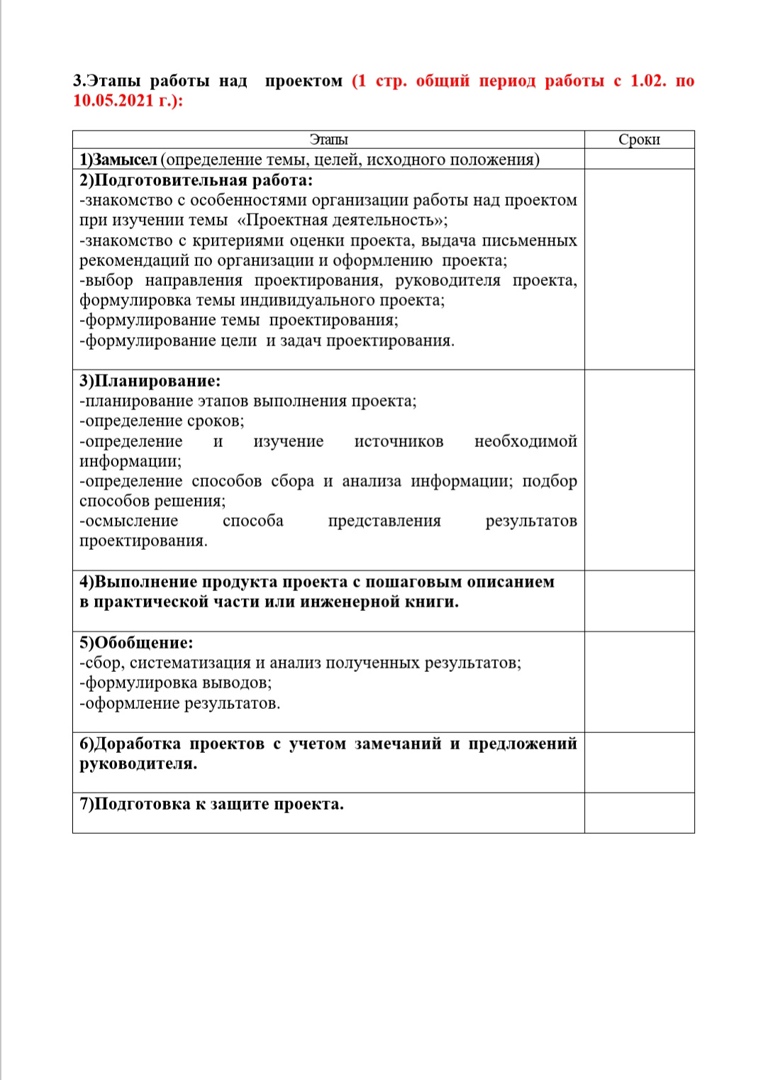 3.Этапы работы над проектом (1 стр. общий период работы с 1.02. по
10.05.2021 г.):
Этапы Сроки
1)Замысел (определение темы, целей, исходного положения)
2)Подготовительная работа:
-знакомство с особенностями организации работы над проектом
при изучении темы «Проектная деятельность»;
-знакомство с критериями оценки проекта, выдача письменных
рекомендаций по организации и оформлению проекта;
-выбор направления проектирования, руководителя проекта,
формулировка темы индивидуального проекта;
-формулирование темы проектирования;
-формулирование цели и задач проектирования.
3)Планирование:
-планирование этапов выполнения проекта;
-определение сроков;
-определение и изучение источников необходимой
информации;
-определение способов сбора и анализа информации; подбор
способов решения;
-осмысление способа представления результатов
проектирования.
4)Выполнение продукта проекта с пошаговым описанием
в практической части или инженерной книги.
5)Обобщение:
-сбор, систематизация и анализ полученных результатов;
-формулировка выводов;
-оформление результатов.
6)Доработка проектов с учетом замечаний и предложений
руководителя.
7)Подготовка к защите проекта.